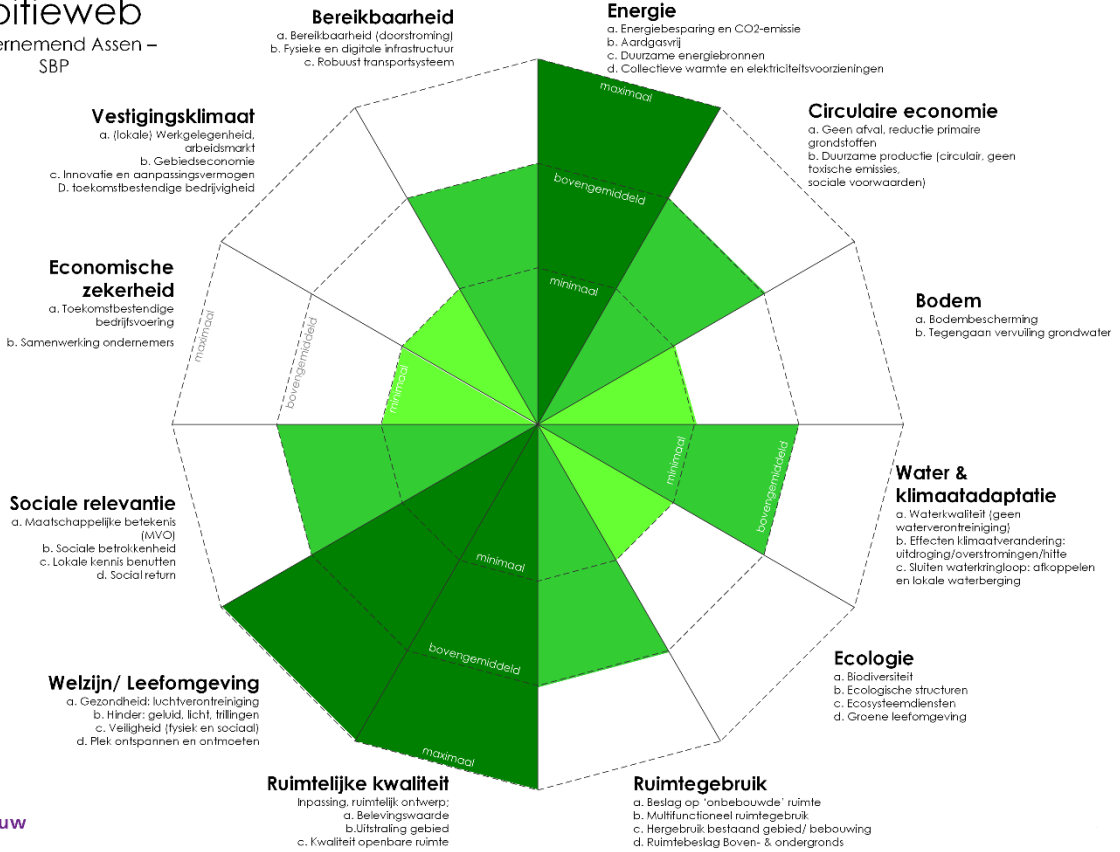 Bereikbaarheid
a. Bereikbaarheid (doorstroming)
b. Fysieke en digitale infrastructuur
c. Robuust transportsysteem
Energie
a. Energiebesparing en CO2-emissie
b. Aardgasvrij
c. Duurzame energiebronnen
d. Collectieve warmte en elektriciteitsvoorzieningen
bitieweb
ernemend Assen –
SBP
Vestigingsklimaat
a. (lokale) Werkgelegenheid,
arbeidsmarkt
b. Gebiedseconomie
c. Innovatie en aanpassingsvermogen
D. toekomstbestendige bedrijvigheid
Circulaire economie
a. Geen afval, reductie primaire
grondstoffen
b. Duurzame productie (circulair, geen
toxische emissies,
sociale voorwaarden)
Economische
zekerheid
a. Toekomstbestendige
bedrijfsvoering
b. Samenwerking ondernemers
Bodem
a. Bodembescherming
b. Tegengaan vervuiling grondwater
maximaal
bovengemiddeld
minimaal
maximaal
bovengemiddeld
minimaal
minimaal
bovengemiddeld
minimaal
bovengemiddeld
maximaal
Sociale relevantie
a. Maatschappelijke betekenis
(MVO)
b. Sociale betrokkenheid
c. Lokale kennis benutten
d. Social return
Water &
klimaatadaptatie
a. Waterkwaliteit (geen
waterverontreiniging)
b. Effecten klimaatverandering:
uitdroging/overstromingen/hitte
c. Sluiten waterkringloop: afkoppelen
en lokale waterberging
Welzijn/ Leefomgeving
a. Gezondheid: luchtverontreiniging
b. Hinder: geluid, licht, trillingen
c. Veiligheid (fysiek en sociaal)
d. Plek ontspannen en ontmoeten
Ecologie
a. Biodiversiteit
b. Ecologische structuren
c. Ecosysteemdiensten
d. Groene leefomgeving
Ruimtelijke kwaliteit
Inpassing, ruimtelijk ontwerp;
a. Belevingswaarde
b.Uitstraling gebied
c. Kwaliteit openbare ruimte
Ruimtegebruik
a. Beslag op ‘onbebouwde’ ruimte
b. Multifunctioneel ruimtegebruik
c. Hergebruik bestaand gebied/ bebouwing
d. Ruimtebeslag Boven- & ondergronds
uw